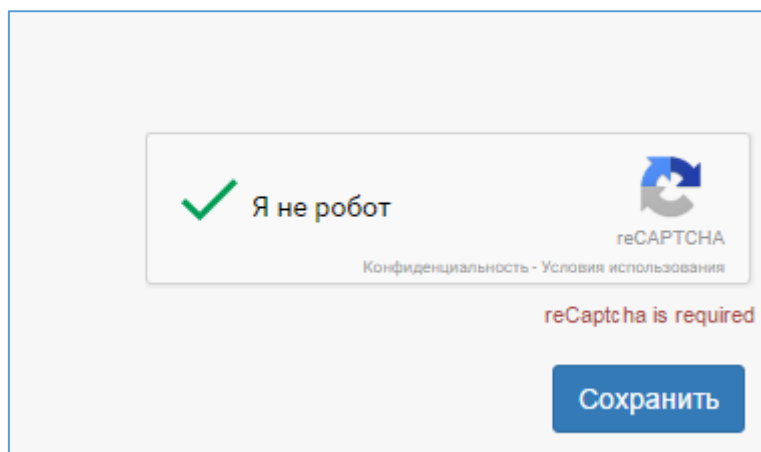 Я не робот
reCAPTCHA
Конфиденциальность - Условия использования
reCaptcha is required
Сохранить